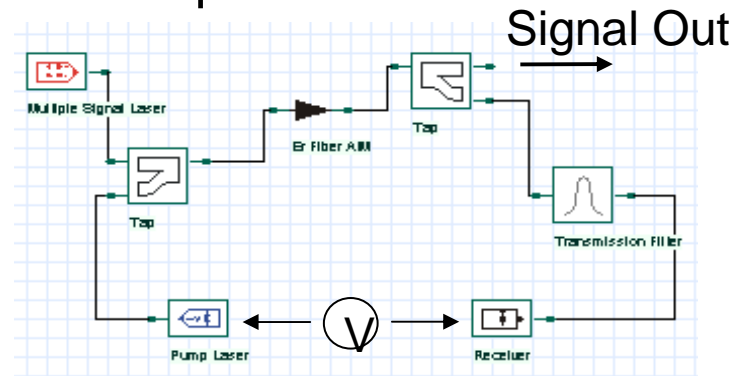 Signal Out
Multiple Signal Laser
Er Fiber AIM
Tap
Tap
Transmission Filter
V
Pump Laser
Receiver